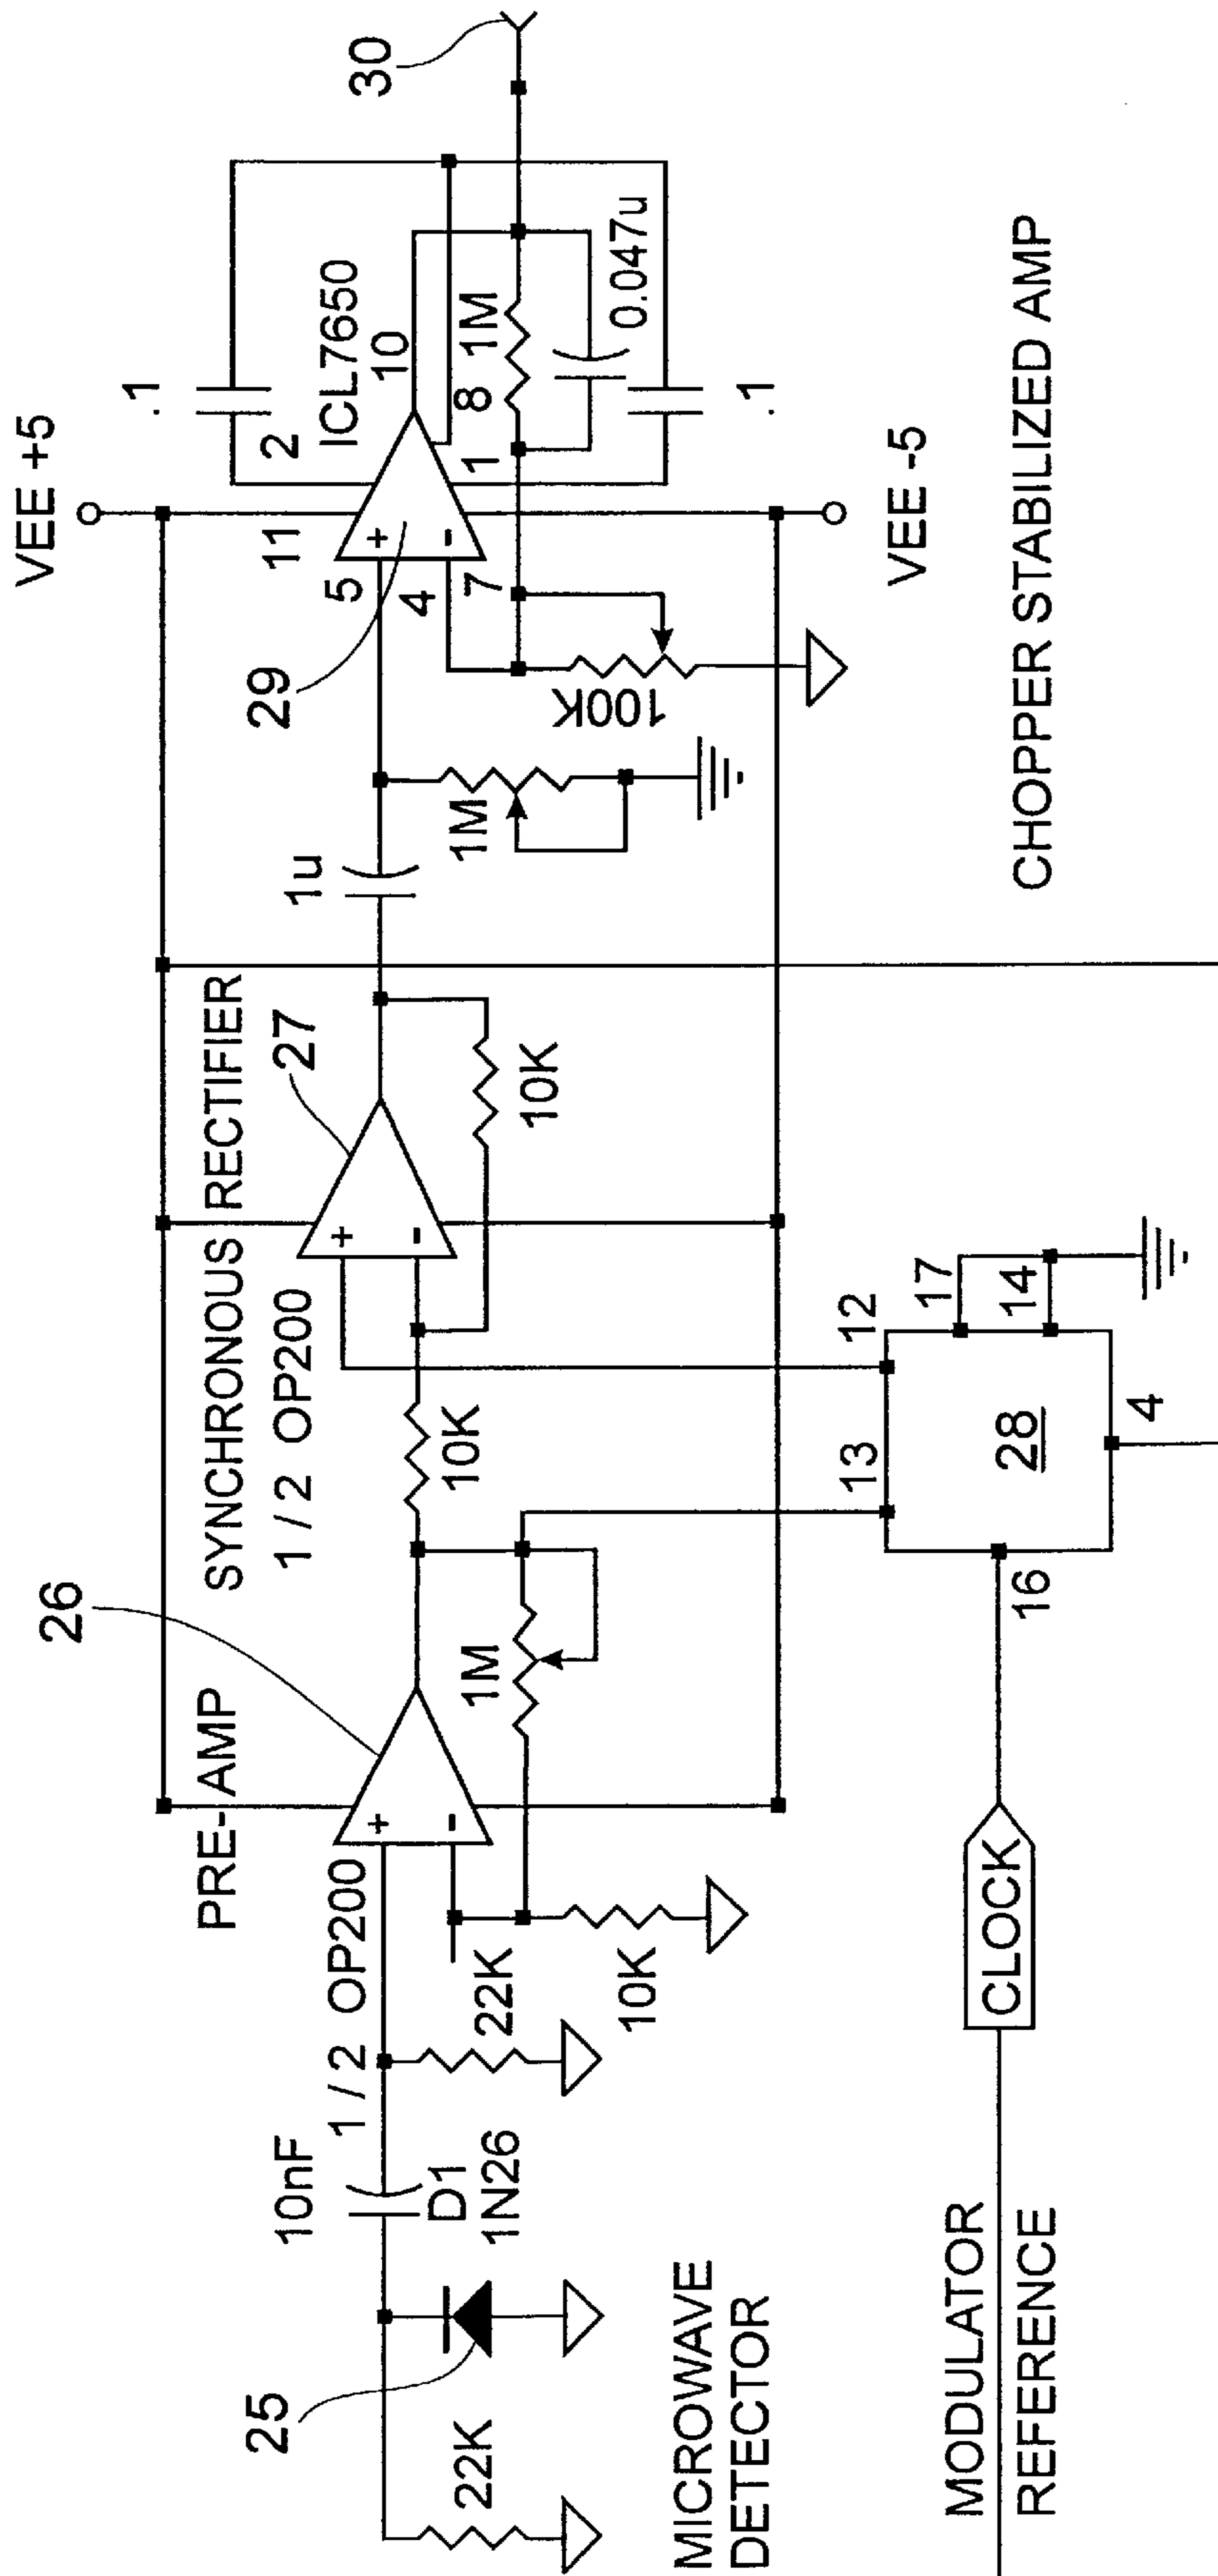 VEE +5
.1
30
11
2
ICL7650
10
5
+
29
4
-
7
1
8
1M
0.047u
.1
100K
1u
1M
VEE -5
CHOPPER STABILIZED AMP
SYNCHRONOUS RECTIFIER
1 / 2 OP200
27
+
-
10K
10K
PRE- AMP
26
1 / 2 OP200
+
-
1M
22K
10K
10nF
D1
1N26
25
22K
MICROWAVE
DETECTOR
12
13
17
14
28
16
4
CLOCK
MODULATOR
REFERENCE